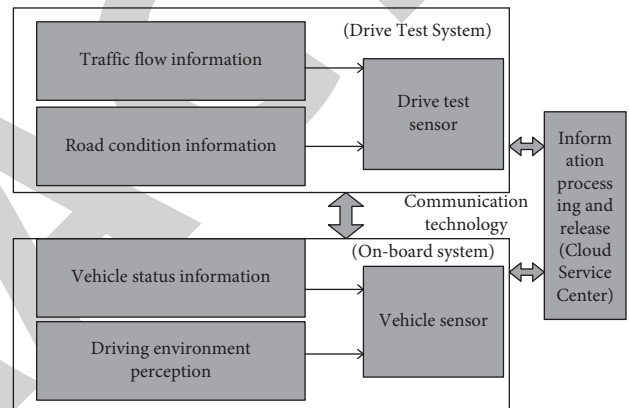 (Drive Test System)
Traffic flow information
Drive test
sensor
Road condition information
Communication
technology
Inform
ation
process
ing and
release
(Cloud
Service
Center)
(On-board system)
Vehicle status information
Vehicle sensor
Driving environment
perception